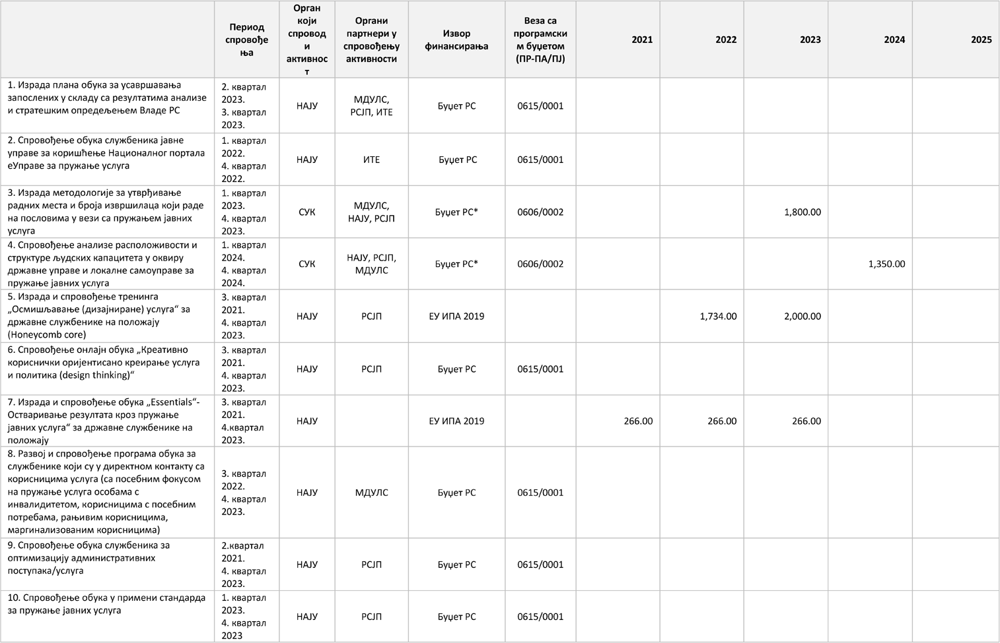 Период спровође ња
Орган који спровод и активнос т
Органи партнери у спровођењу активности
Извор финансирања
Веза са програмски м буџетом (ПР-ПА/ПЈ)
2021
2022
2023
2024
2025
1. Израда плана обука за усавршавања
запослених у складу са резултатима анализе
и стратешким опредељењем Владе РС
2. квартал
2023.
3. квартал
2023.
НАЈУ
МДУЛС,
РСЈП, ИТЕ
Буџет РС
0615/0001
2. Спровођење обука службеника јавне
управе за коришћење Националног портала
еУправе за пружање услуга
1. квартал
2022.
4. квартал
2022.
НАЈУ
ИТЕ
Буџет РС
0615/0001
3. Израда методологије за утврђивање
радних места и броја извршилаца који раде
на пословима у вези са пружањем јавних
услуга
1. квартал
2023.
4. квартал
2023.
СУК
МДУЛС,
НАЈУ, РСЈП
Буџет РС*
0606/0002
1,800.00
4. Спровођење анализе расположивости и
структуре људских капацитета у оквиру
државне управе и локалне самоуправе за
пружање јавних услуга
1. квартал
2024.
4. квартал
2024.
СУК
НАЈУ, РСЈП,
МДУЛС
Буџет РС*
0606/0002
1,350.00
5. Израда и спровођење тренинга
„Осмишљавање (дизајниране) услуга“ за
државне службенике на положају
(Honeycomb core)
3. квартал
2021.
4. квартал
2023.
НАЈУ
РСЈП
ЕУ ИПА 2019
1,734.00
2,000.00
6. Спровођење онлајн обука „Креативно
кориснички оријентисано креирање услуга
и политика (design thinking)“
3. квартал
2021.
4. квартал
2023.
НАЈУ
РСЈП
Буџет РС
0615/0001
7. Израда и спровођење обука „Essentials“-
Остваривање резултата кроз пружање
јавних услуга“ за државне службенике на
положају
3. квартал
2021.
4.квартал
2023.
НАЈУ
ЕУ ИПА 2019
266.00
266.00
266.00
8. Развој и спровођење програма обука за
службенике који су у директном контакту са
корисницима услуга (са посебним фокусом
на пружање услуга особама с
инвалидитетом, корисницима с посебним
потребама, рањивим корисницима,
маргинализованим корисницима)
3. квартал
2022.
4. квартал
2023.
НАЈУ
МДУЛС
Буџет РС
0615/0001
9. Спровођење обука службеника за
оптимизацију административних
поступака/услуга
2.квартал
2021.
4. квартал
2023.
НАЈУ
РСЈП
Буџет РС
0615/0001
10. Спровођење обука у примени стандарда
за пружање јавних услуга
1. квартал
2023.
4. квартал
2023
НАЈУ
РСЈП
Буџет РС
0615/0001